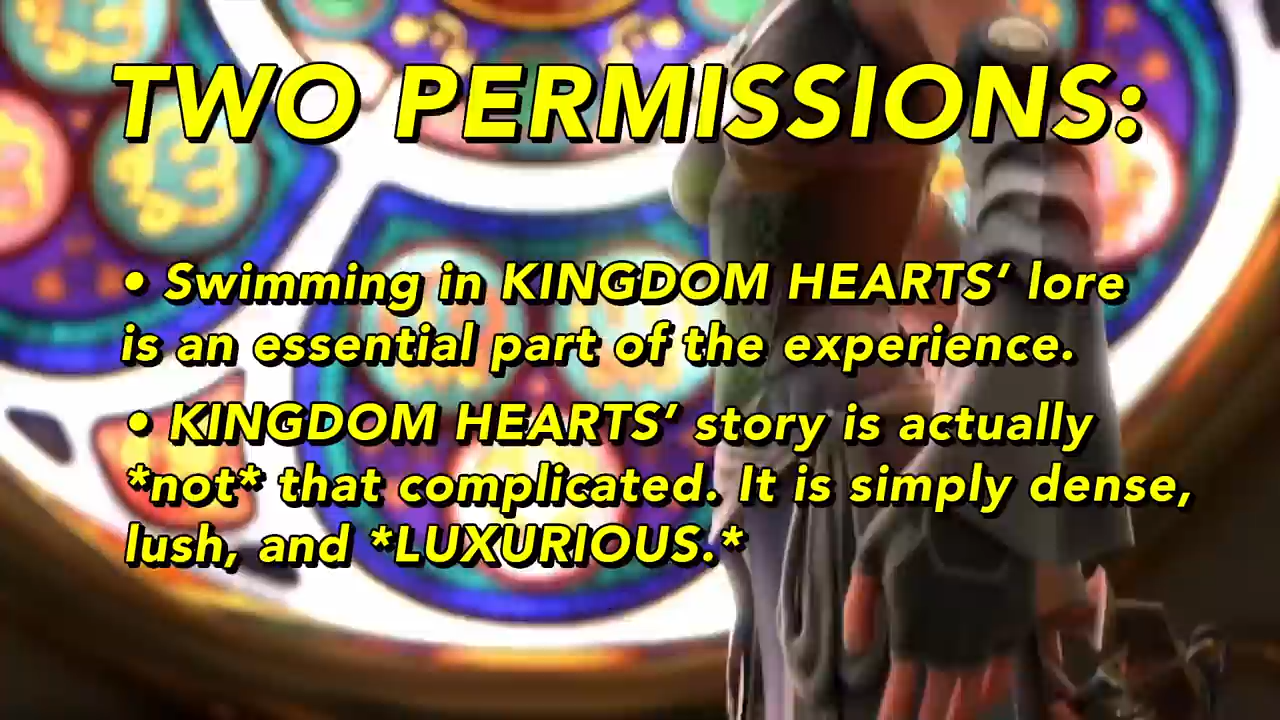 TWO PERMISSIONS:
• Swimming in KINGDOM HEARTS’ lore
is an essential part of the experience.
• KINGDOM HEARTS’ story is actually
*not* that complicated. It is simply dense,
lush, and *LUXURIOUS.*